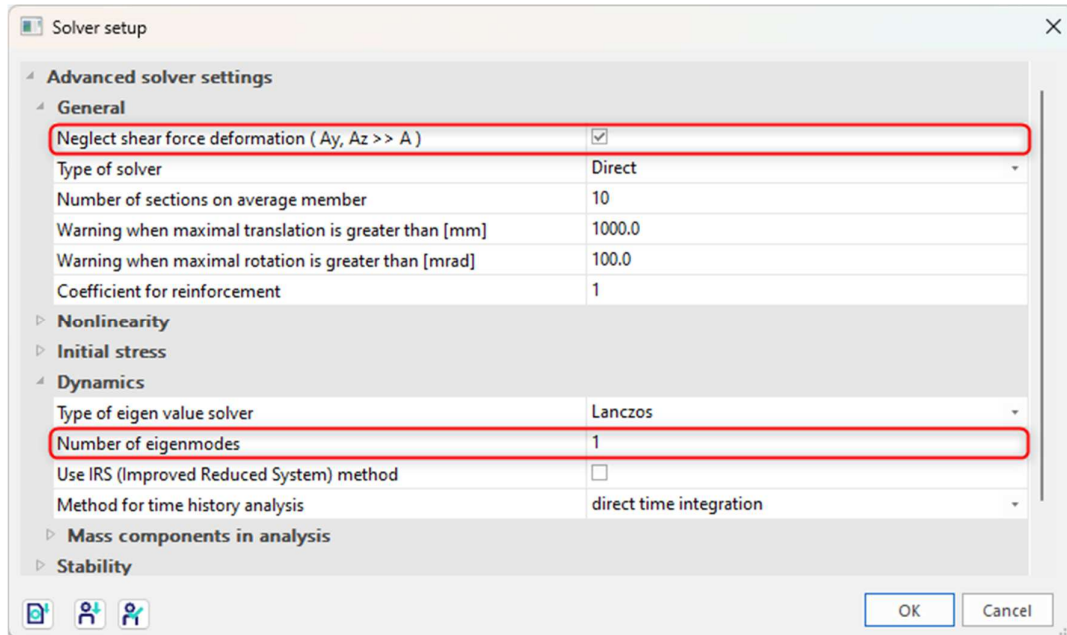 Solver setup
Advanced solver settings
General
Neglect shear force deformation ( Ay, Az >> A )
Type of solver Direct
Number of sections on average member 10
Warning when maximal translation is greater than [mm] 1000.0
Warning when maximal rotation is greater than [mrad] 100.0
Coefficient for reinforcement 1
Nonlinearity
Initial stress
Dynamics
Type of eigen value solver Lanczos
Number of eigenmodes 1
Use IRS (Improved Reduced System) method
Method for time history analysis direct time integration
Mass components in analysis
Stability
OK Cancel